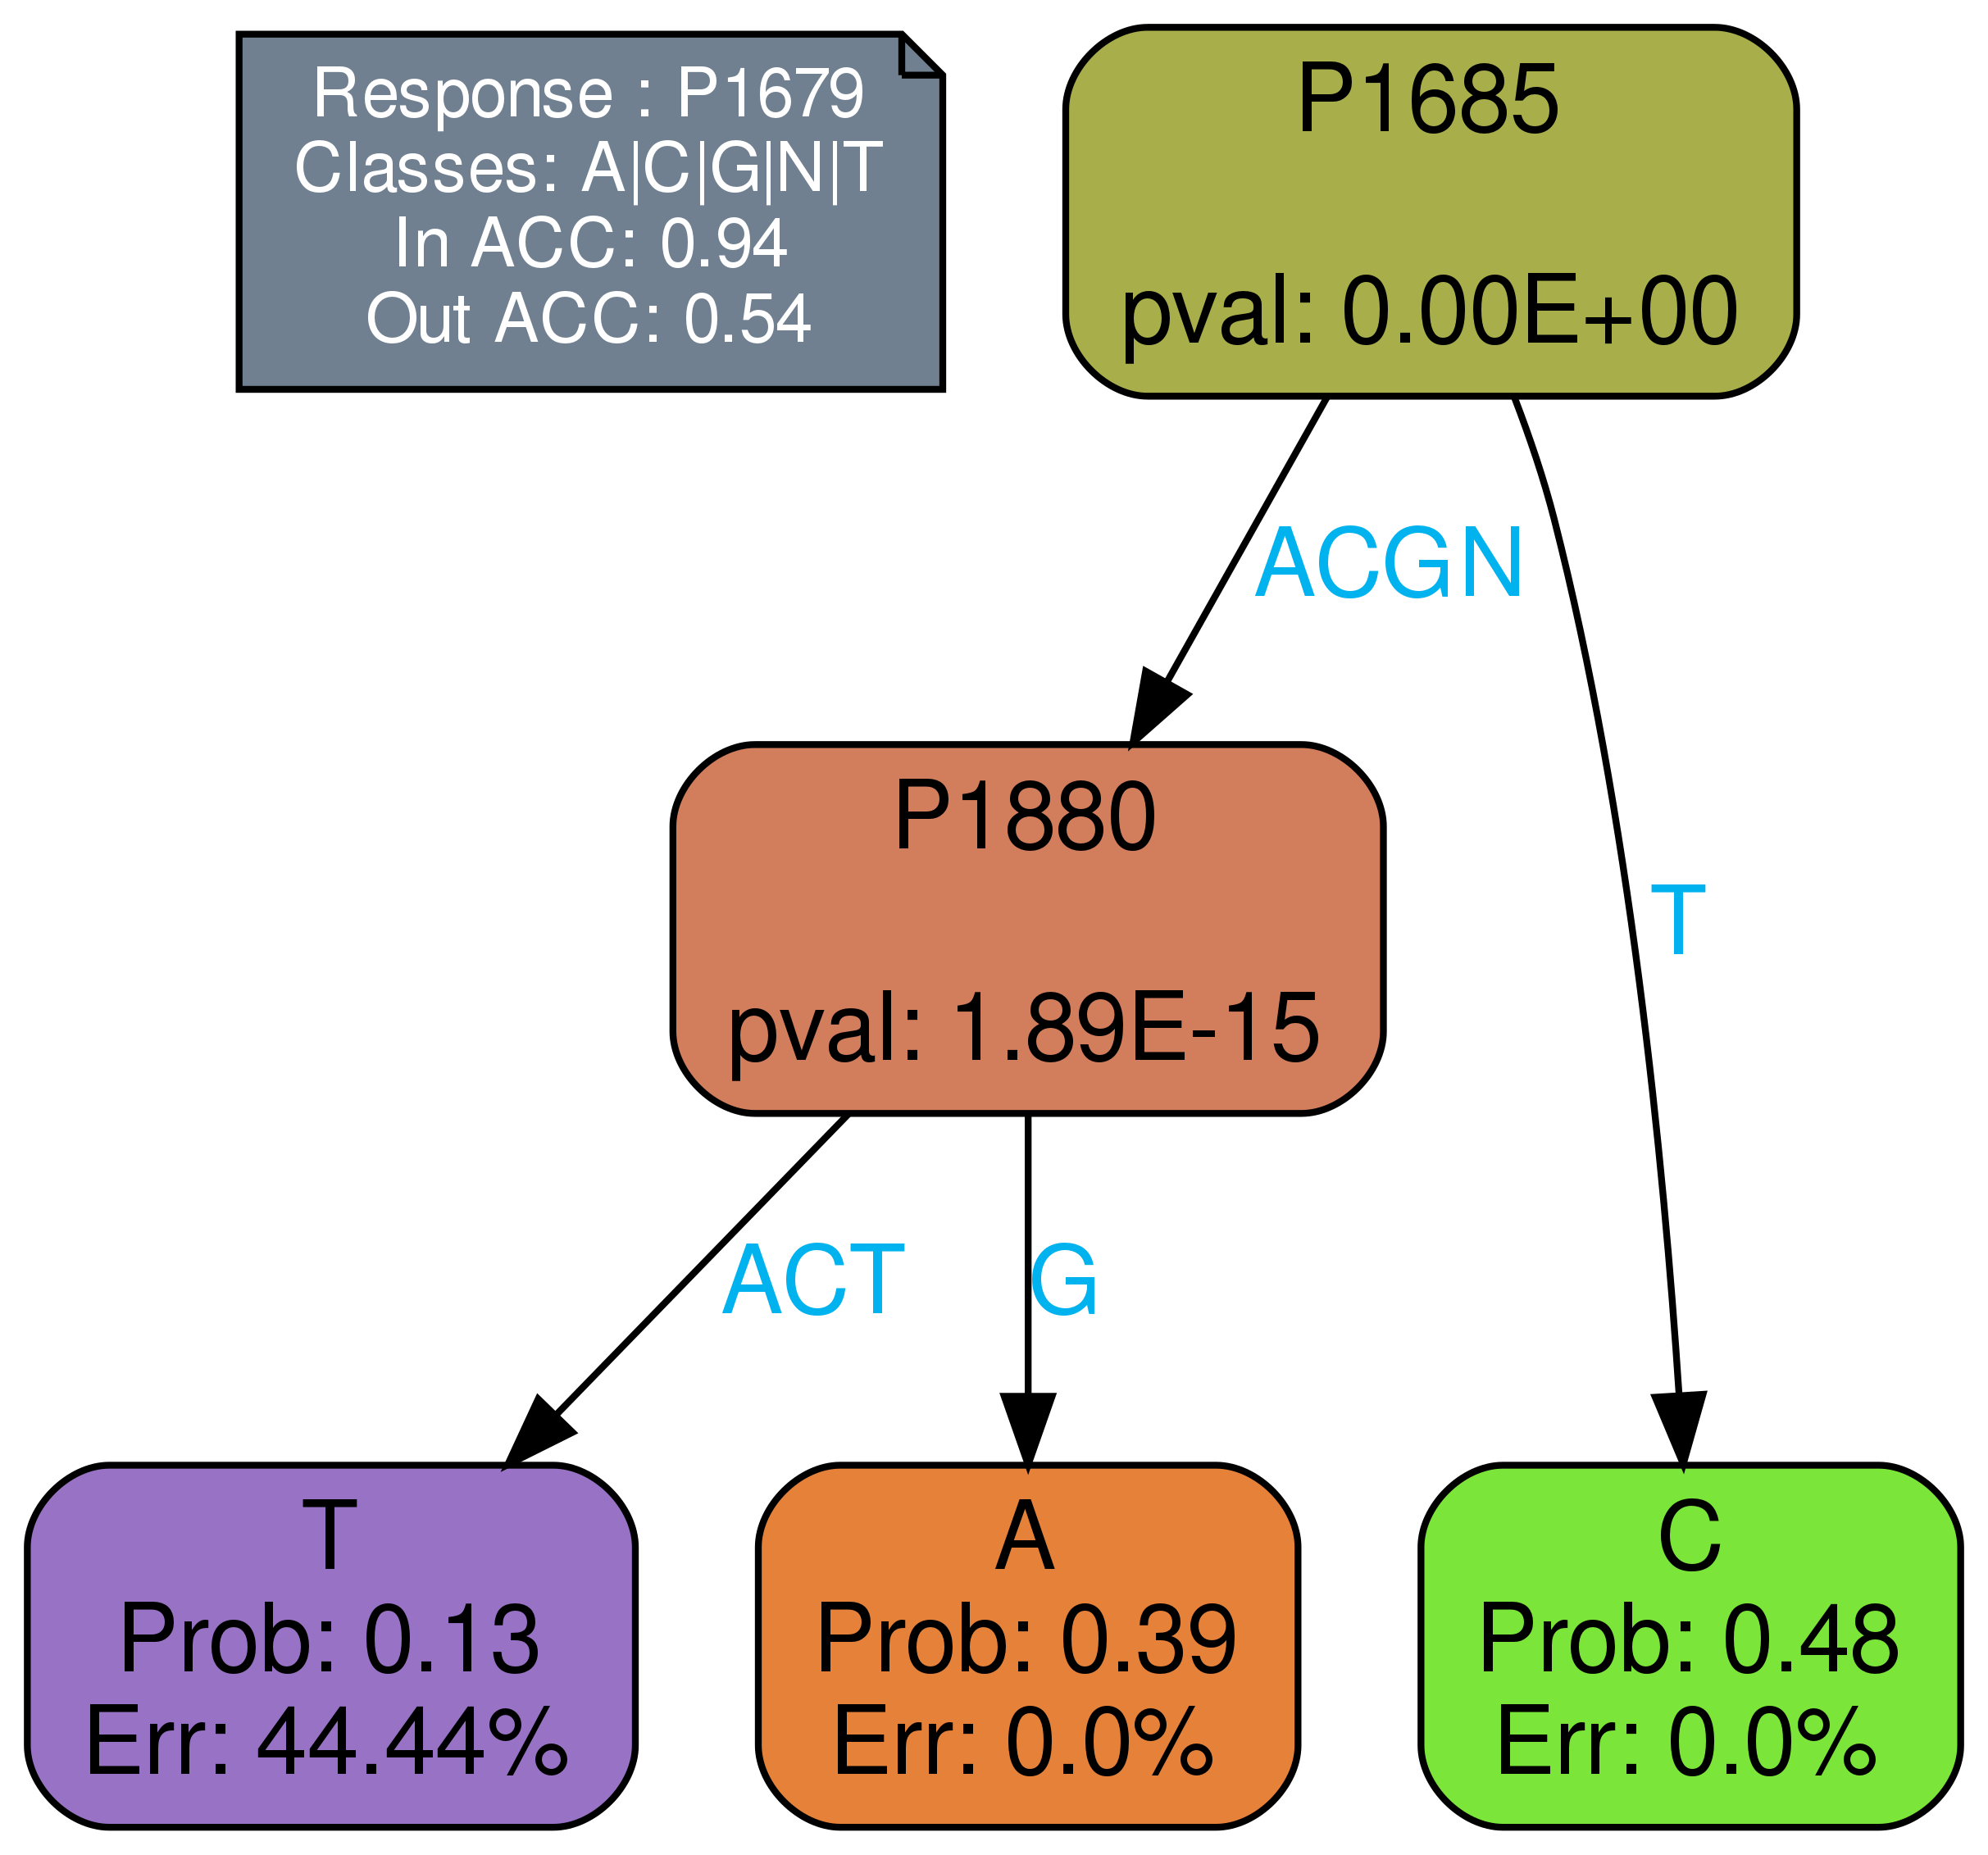 Response : P1679
Classes: A|C|G|N|T
In ACC: 0.94
Out ACC: 0.54
P1685
pval: 0.00E+00
ACGN
T
P1880
pval: 1.89E-15
ACT
G
T
Prob: 0.13
Err: 44.44%
A
Prob: 0.39
Err: 0.0%
C
Prob: 0.48
Err: 0.0%